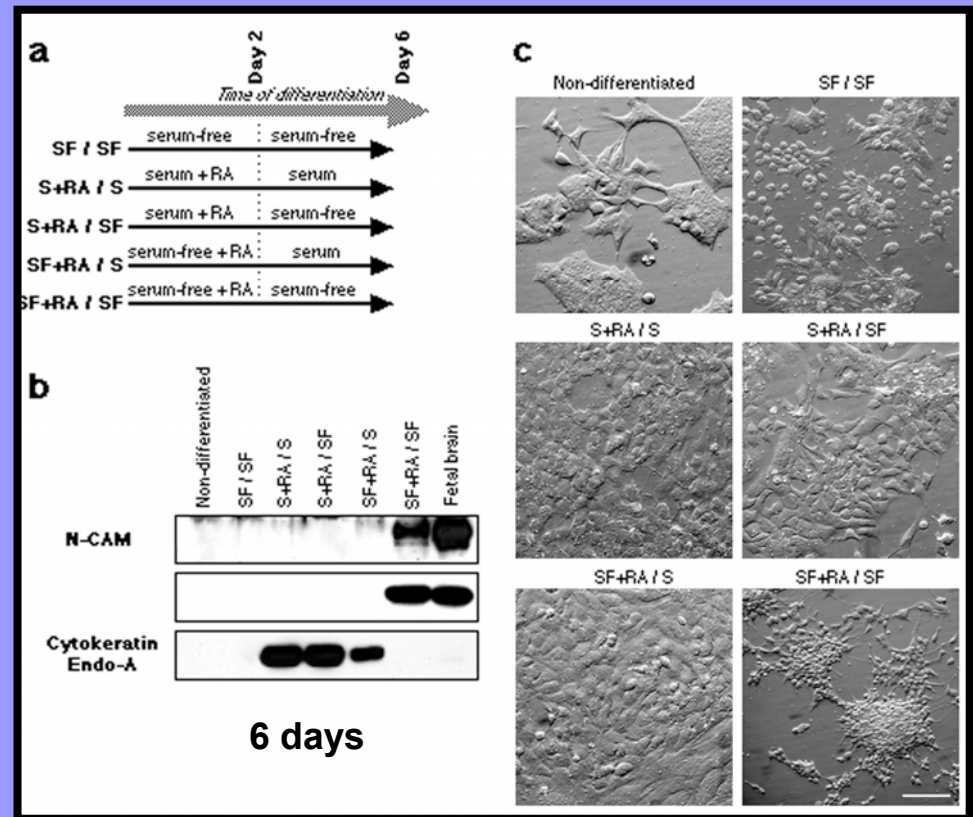 a
Day 2
Day 6
Time of differentiation
SF / SF
serum-free
serum-free
S+RA / S
serum + RA
serum
S+RA / SF
serum + RA
serum-free
SF+RA / S
serum-free + RA
serum
SF+RA / SF
serum-free + RA
serum-free
b
Non-differentiated
SF / SF
S+RA / S
S+RA / SF
SF+RA / S
SF+RA / SF
Fetal brain
N-CAM
Cytokeratin
Endo-A
6 days
c
Non-differentiated
SF / SF
S+RA / S
S+RA / SF
SF+RA / S
SF+RA / SF